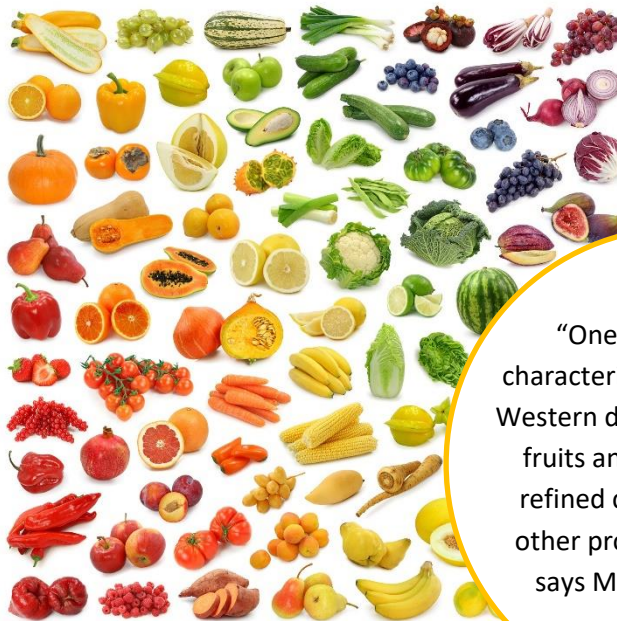 “One
character
Western d
fruits an
refined c
other pro
says M